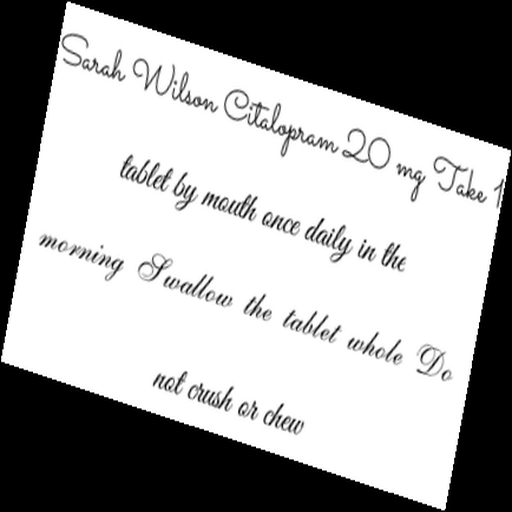 Sarah Wilson Citalopram 20 mg Take 1
tablet by mouth once daily in the
morning Swallow the tablet whole Do
not crush or chew